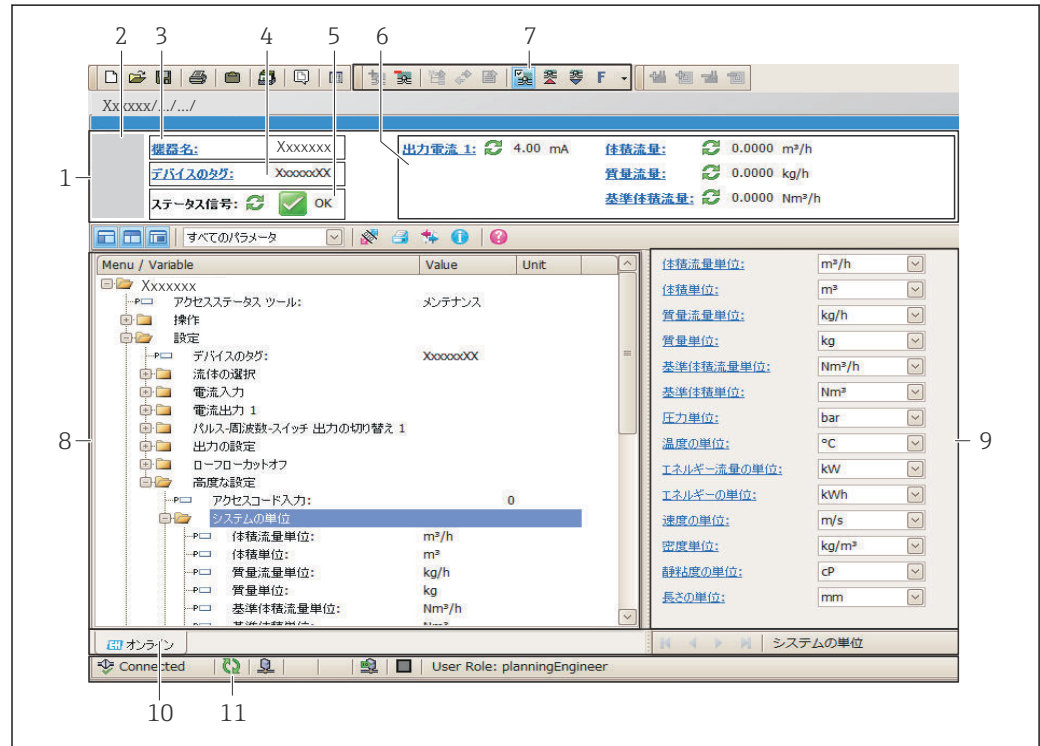 2 3 4 5 6 7
F
Xxxxxx/../../
1
機器名: Xxxxxxx
出力電流 1: 4.00 mA
体積流量: 0.0000 m³/h
デバイスのタグ: XxxxxxXX
質量流量: 0.0000 kg/h
ステータス信号: OK
基準体積流量: 0.0000 Nm³/h
すべてのパラメータ
Menu / Variable Value Unit
Xxxxxxx
アクセスステータス ツール: メンテナンス
操作
設定
デバイスのタグ: XxxxxxXX
流体の選択
電流入力
電流出力 1
パルス-周波数-スイッチ 出力の切り替え 1
出力の設定
ローフローカットオフ
高度な設定
アクセスコード入力: 0
システムの単位
体積流量単位: m³/h
体積単位: m³
質量流量単位: kg/h
質量単位: kg
基準体積流量単位: Nm³/h
8
体積流量単位: m³/h
体積単位: m³
質量流量単位: kg/h
質量単位: kg
基準体積流量単位: Nm³/h
基準体積単位: Nm³
圧力単位: bar
温度の単位: °C
エネルギー流量の単位: kW
エネルギーの単位: kWh
速度の単位: m/s
密度単位: kg/m³
静粘度の単位: cP
長さの単位: mm
9
オンライン
システムの単位
Connected
User Role: planningEngineer
10 11